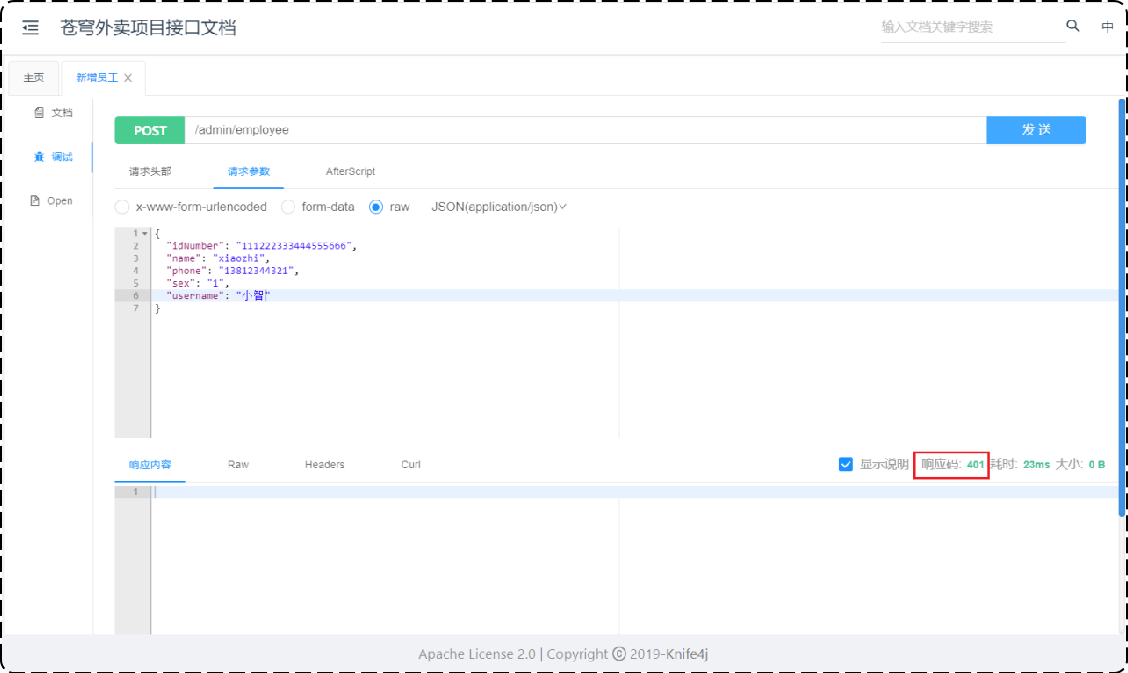 苍穹外卖项目接口文档
输入文档关键字搜索
中
主页
新增员工
文档
调试
Open
POST
/admin/employee
发 送
请求头部
请求参数
AfterScript
x-www-form-urlencoded
form-data
raw
JSON(application/json)
1 {
2 "idNumber": "111222333444555666",
3 "name": "xiaozhi",
4 "phone": "13812344321",
5 "sex": "1",
6 "username": "小智"
7 }
响应内容
Raw
Headers
Curl
显示说明 响应码: 401 耗时: 23ms 大小: 0 B
1
Apache License 2.0 | Copyright © 2019-Knife4j